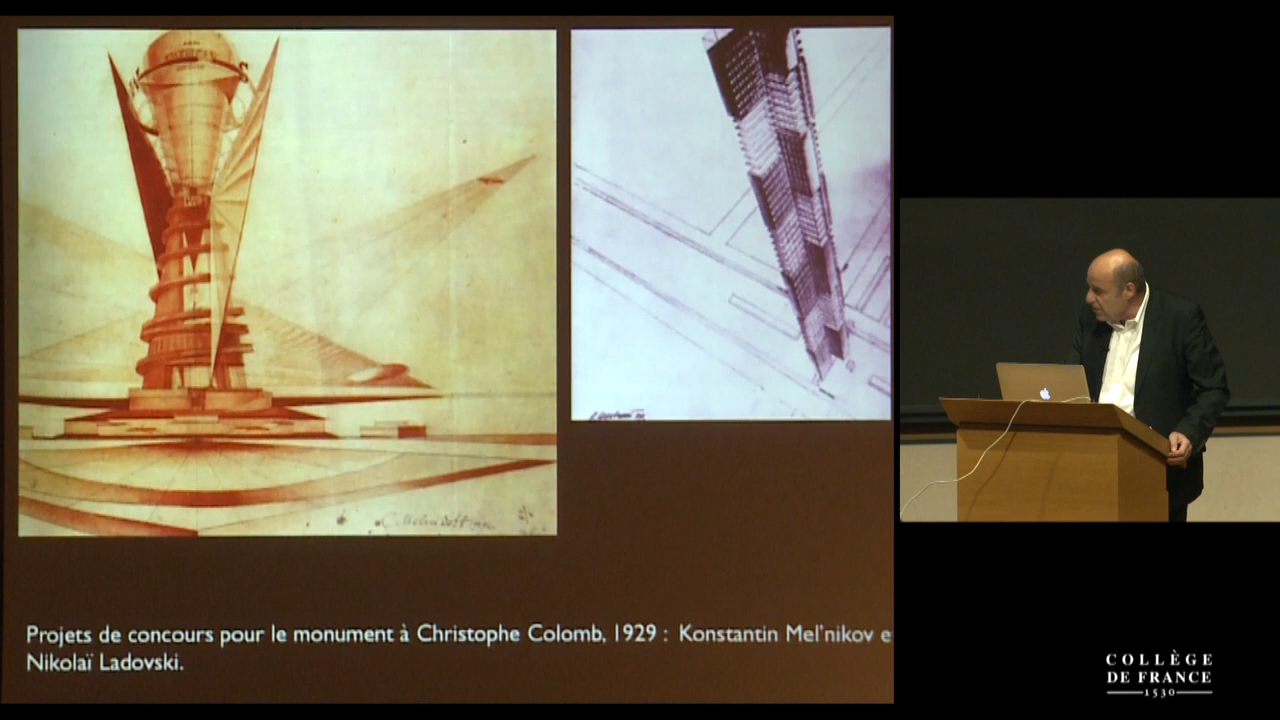 Projets de concours pour le monument à Christophe Colomb, 1929 : Konstantin Mel'nikov e
Nikolaï Ladovski.
COLLÈGE
DE FRANCE
1530